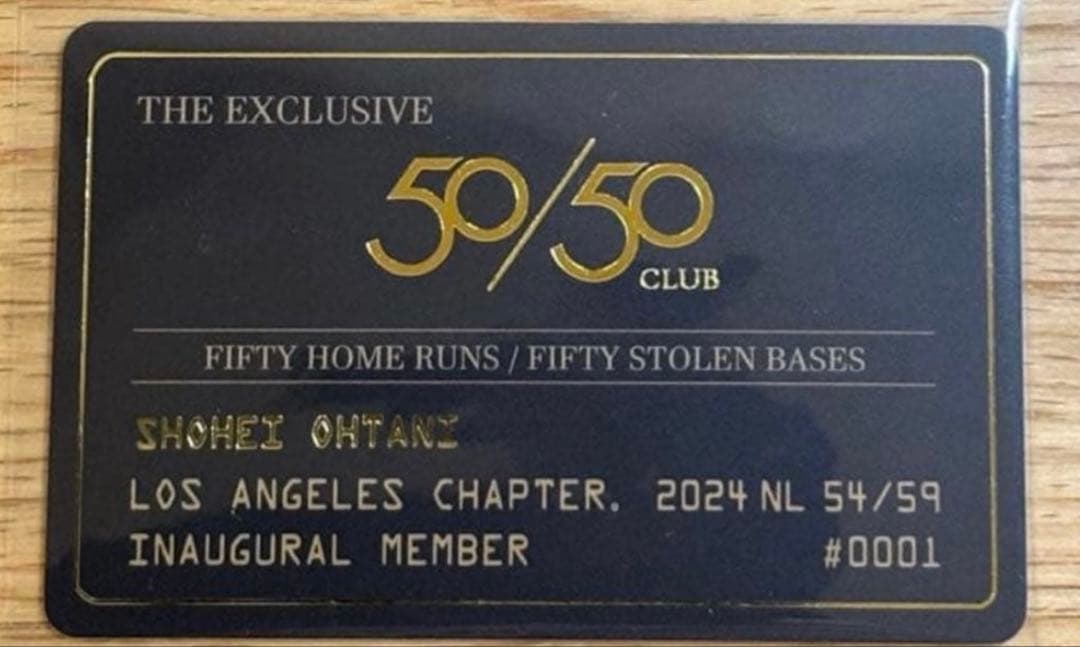 THE EXCLUSIVE
50/50
CLUB
FIFTY HOME RUNS / FIFTY STOLEN BASES
SHOHEI OHTANI
LOS ANGELES CHAPTER. 2024 NL 54/59
INAUGURAL MEMBER #0001